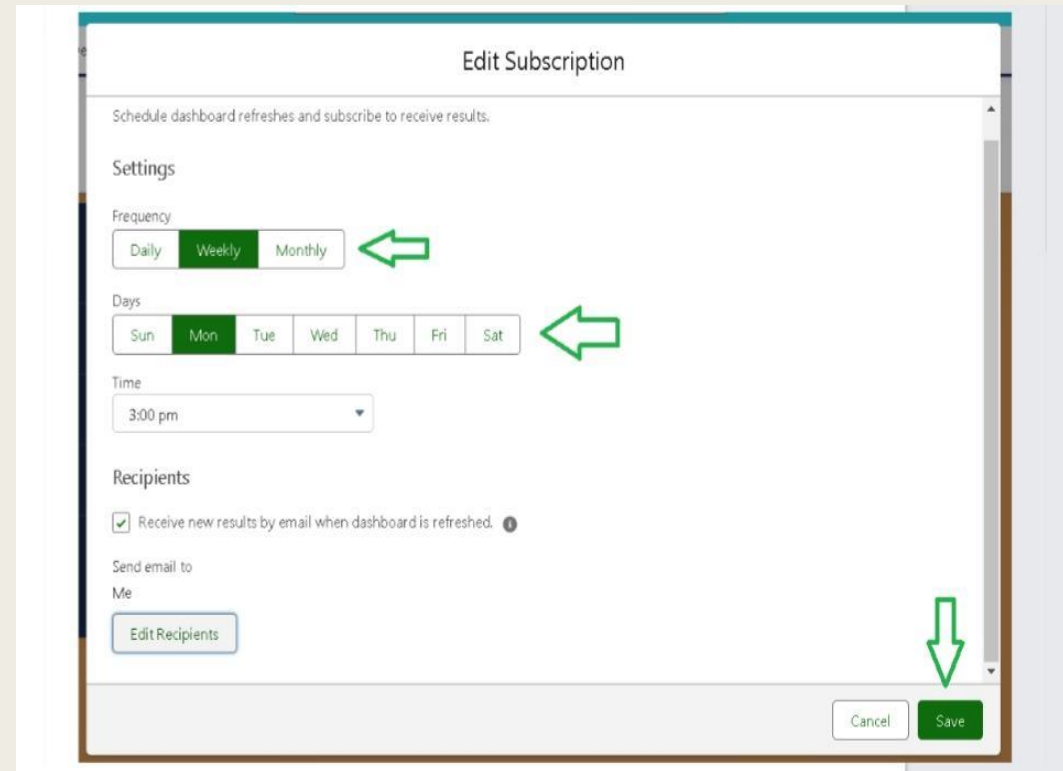 Edit Subscription
Schedule dashboard refreshes and subscribe to receive results.
Settings
Frequency
Daily Weekly Monthly
Days
Sun Mon Tue Wed Thu Fri Sat
Time
3:00 pm
Recipients
Receive new results by email when dashboard is refreshed.
Send email to
Me
Edit Recipients
Cancel Save